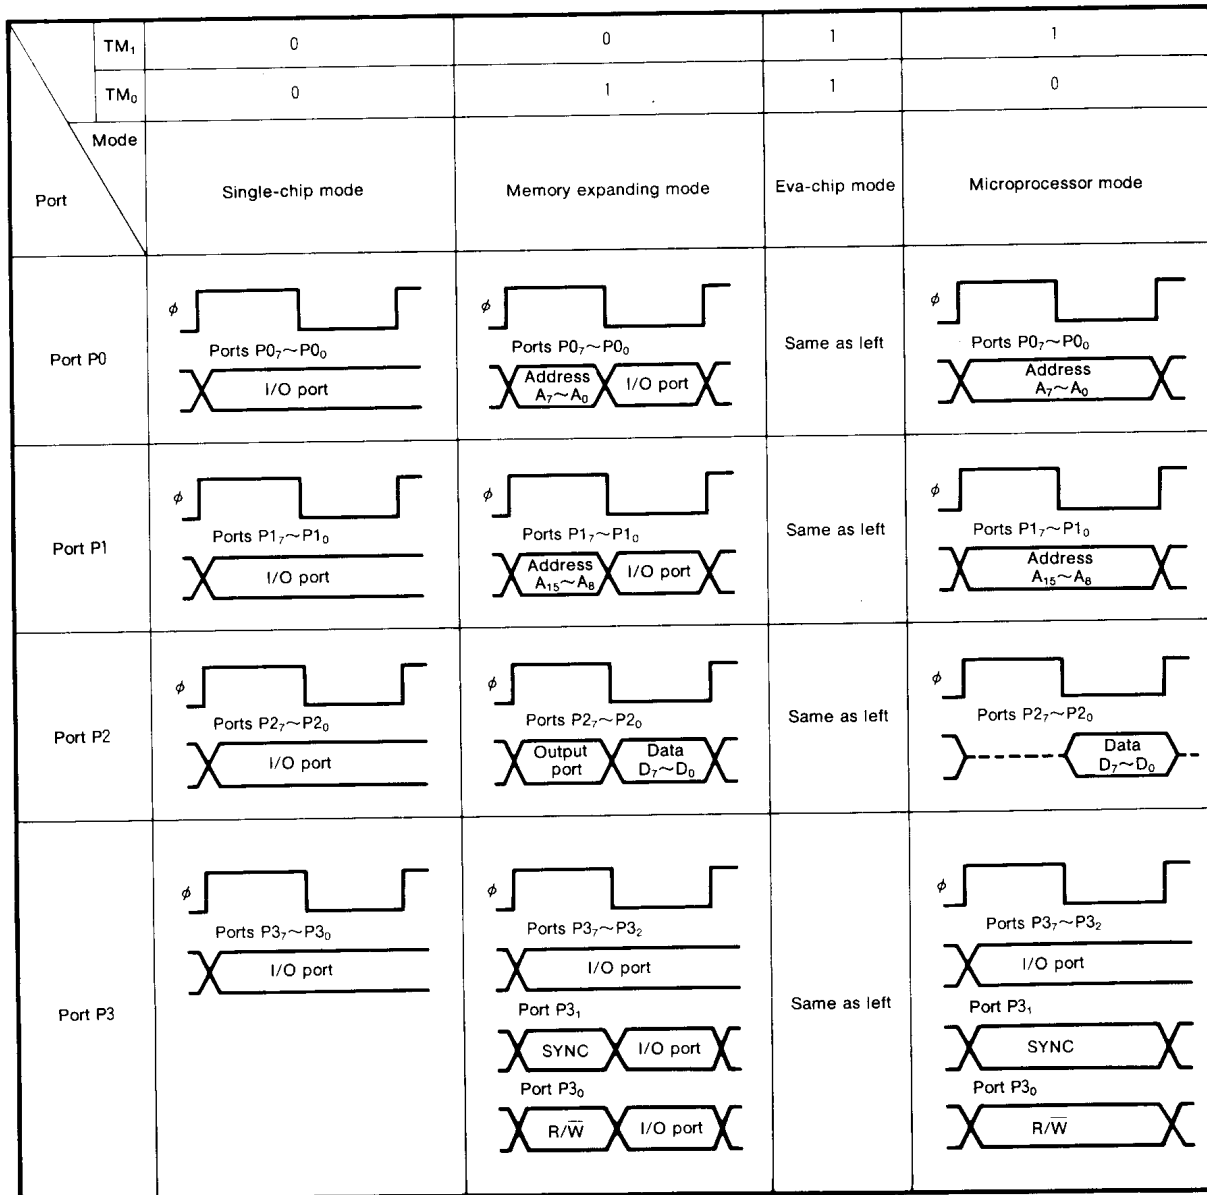 TM₁ 0 0 1 1
TM₀ 0 1 1 0
Mode
Port
Single-chip mode
Memory expanding mode
Eva-chip mode
Microprocessor mode
Port P0
φ
Ports P0₇~P0₀
I/O port
φ
Ports P0₇~P0₀
Address
A₇~A₀
I/O port
Same as left
φ
Ports P0₇~P0₀
Address
A₇~A₀
Port P1
φ
Ports P1₇~P1₀
I/O port
φ
Ports P1₇~P1₀
Address
A₁₅~A₈
I/O port
Same as left
φ
Ports P1₇~P1₀
Address
A₁₅~A₈
Port P2
φ
Ports P2₇~P2₀
I/O port
φ
Ports P2₇~P2₀
Output
port
Data
D₇~D₀
Same as left
φ
Ports P2₇~P2₀
Data
D₇~D₀
Port P3
φ
Ports P3₇~P3₀
I/O port
φ
Ports P3₇~P3₂
I/O port
Port P3₁
SYNC
I/O port
Port P3₀
R/W̅
I/O port
Same as left
φ
Ports P3₇~P3₂
I/O port
Port P3₁
SYNC
Port P3₀
R/W̅